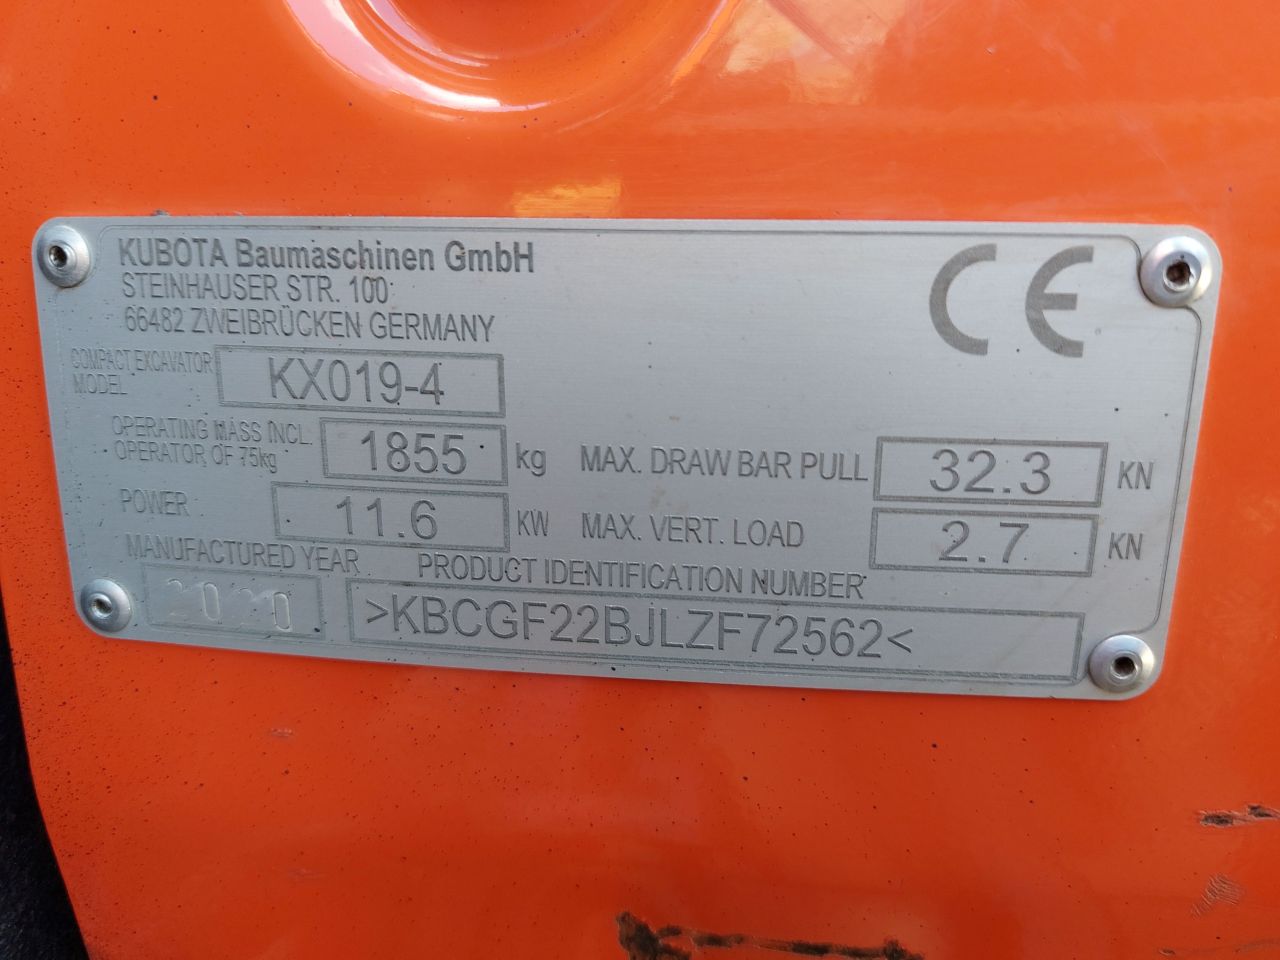 KUBOTA Baumaschinen GmbH
STEINHAUSER STR. 100
66482 ZWEIBRÜCKEN GERMANY
CE
COMPACT EXCAVATOR
MODEL
KX019-4
OPERATING MASS INCL.
OPERATOR OF 75kg
1855 kg
MAX. DRAW BAR PULL 32.3 KN
POWER 11.6 KW
MAX. VERT. LOAD 2.7 KN
MANUFACTURED YEAR
2020
PRODUCT IDENTIFICATION NUMBER
>KBCGF22BJLZF72562<